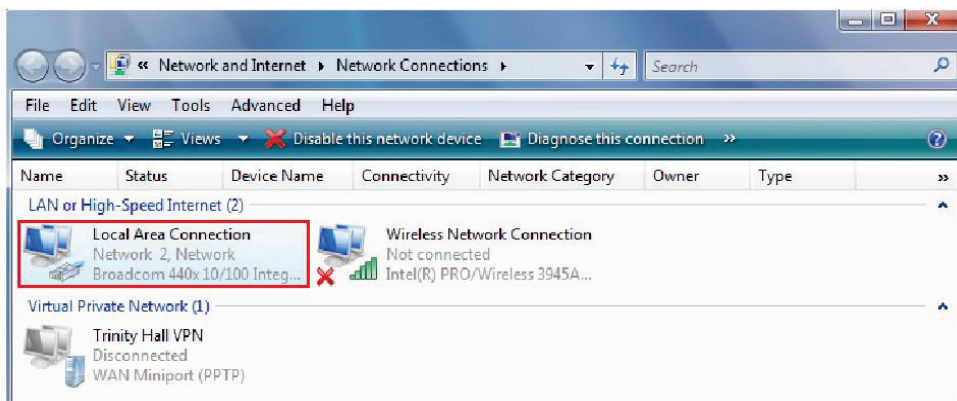 « Network and Internet ▸ Network Connections ▸ Search
File Edit View Tools Advanced Help
Organize Views Disable this network device Diagnose this connection »
Name Status Device Name Connectivity Network Category Owner Type »
LAN or High-Speed Internet (2)
Local Area Connection
Network 2, Network
Broadcom 440x 10/100 Integ...
Wireless Network Connection
Not connected
Intel(R) PRO/Wireless 3945A...
Virtual Private Network (1)
Trinity Hall VPN
Disconnected
WAN Miniport (PPTP)